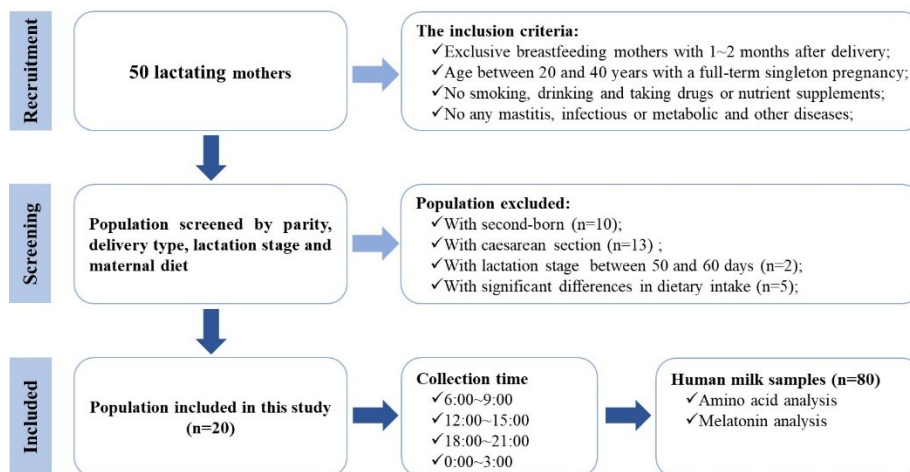 Recruitment
50 lactating mothers
The inclusion criteria:
✓Exclusive breastfeeding mothers with 1~2 months after delivery;
✓Age between 20 and 40 years with a full-term singleton pregnancy;
✓No smoking, drinking and taking drugs or nutrient supplements;
✓No any mastitis, infectious or metabolic and other diseases;
Screening
Population screened by parity,
delivery type, lactation stage and
maternal diet
Population excluded:
✓With second-born (n=10);
✓With caesarean section (n=13) ;
✓With lactation stage between 50 and 60 days (n=2);
✓With significant differences in dietary intake (n=5);
Included
Population included in this study
(n=20)
Collection time
✓6:00~9:00
✓12:00~15:00
✓18:00~21:00
✓0:00~3:00
Human milk samples (n=80)
✓Amino acid analysis
✓Melatonin analysis